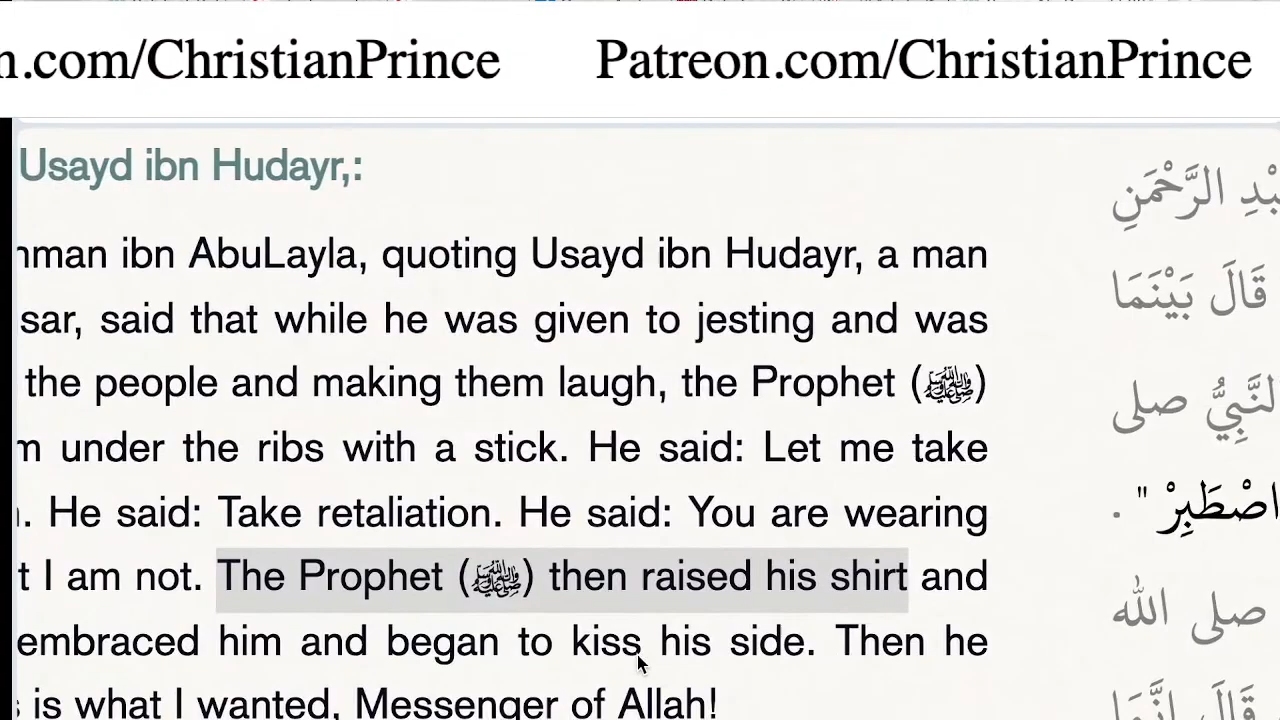 n.com/ChristianPrince Patreon.com/ChristianPrince
Usayd ibn Hudayr,:
hman ibn AbuLayla, quoting Usayd ibn Hudayr, a man
sar, said that while he was given to jesting and was
the people and making them laugh, the Prophet (ﷺ)
m under the ribs with a stick. He said: Let me take
. He said: Take retaliation. He said: You are wearing
t I am not. The Prophet (ﷺ) then raised his shirt and
embraced him and began to kiss his side. Then he
s is what I wanted, Messenger of Allah!
بْدِ الرَّحْمَنِ
قَالَ بَيْنَمَا
لنَّبِيُّ صلى
اصْطَبِرْ " .
صلى الله
قَالَ إِنَّمَا